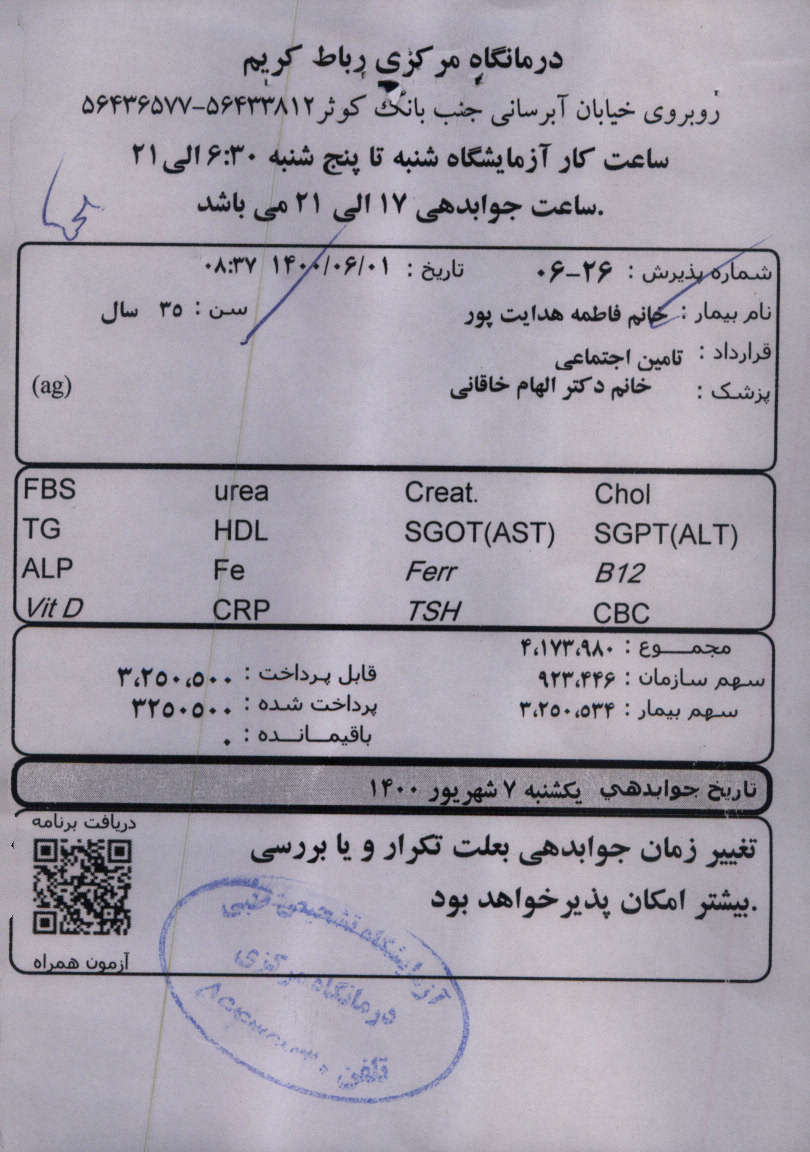 درمانگاه مرکزی رباط کریم
روبروی خیابان آبرسانی جنب بانک کوثر ۵۶۴۳۳۸۱۲-۵۶۴۳۶۵۷۷
ساعت کار آزمایشگاه شنبه تا پنج شنبه ۶:۳۰ الی ۲۱
.ساعت جوابدهی ۱۷ الی ۲۱ می باشد
شماره پذیرش : ۲۶-۰۶ تاریخ : ۱۴۰۰/۰۶/۰۱ ۰۸:۳۷
نام بیمار : خانم فاطمه هدایت پور سن : ۳۵ سال
قرارداد : تامین اجتماعی
پزشک : خانم دکتر الهام خاقانی (ag)
FBS urea Creat. Chol
TG HDL SGOT(AST) SGPT(ALT)
ALP Fe Ferr B12
Vit D CRP TSH CBC
مجموع : ۴،۱۷۳،۹۸۰
سهم سازمان : ۹۲۳،۴۴۶ قابل پرداخت : ۳،۲۵۰،۵۰۰
سهم بیمار : ۳،۲۵۰،۵۳۴ پرداخت شده : ۳۲۵۰۵۰۰
باقیمانده : ۰
تاریخ جوابدهي یکشنبه ۷ شهریور ۱۴۰۰
دریافت برنامه
تغییر زمان جوابدهی بعلت تکرار و یا بررسی
.بیشتر امکان پذیرخواهد بود
آزمون همراه
آزمایشگاه تشخیص طبی
درمانگاه مرکزی
تلفن